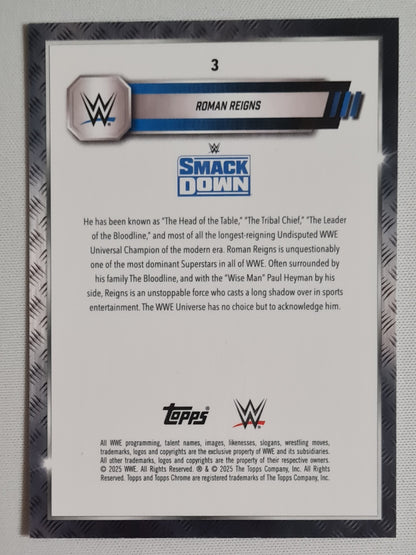 3
W
ROMAN REIGNS
W
SMACK
DOWN
He has been known as "The Head of the Table," "The Tribal Chief," "The Leader
of the Bloodline," and most of all the longest-reigning Undisputed WWE
Universal Champion of the modern era. Roman Reigns is unquestionably
one of the most dominant Superstars in all of WWE. Often surrounded by
his family The Bloodline, and with the "Wise Man" Paul Heyman by his
side, Reigns is an unstoppable force who casts a long shadow over in sports
entertainment. The WWE Universe has no choice but to acknowledge him.
Topps® W
All WWE programming, talent names, images, likenesses, slogans, wrestling moves,
trademarks, logos and copyrights are the exclusive property of WWE and its subsidiaries.
All other trademarks, logos and copyrights are the property of their respective owners.
© 2025 WWE. All Rights Reserved. ® & © 2025 The Topps Company, Inc. All Rights
Reserved. Topps and Topps Chrome are registered trademarks of The Topps Company, Inc.